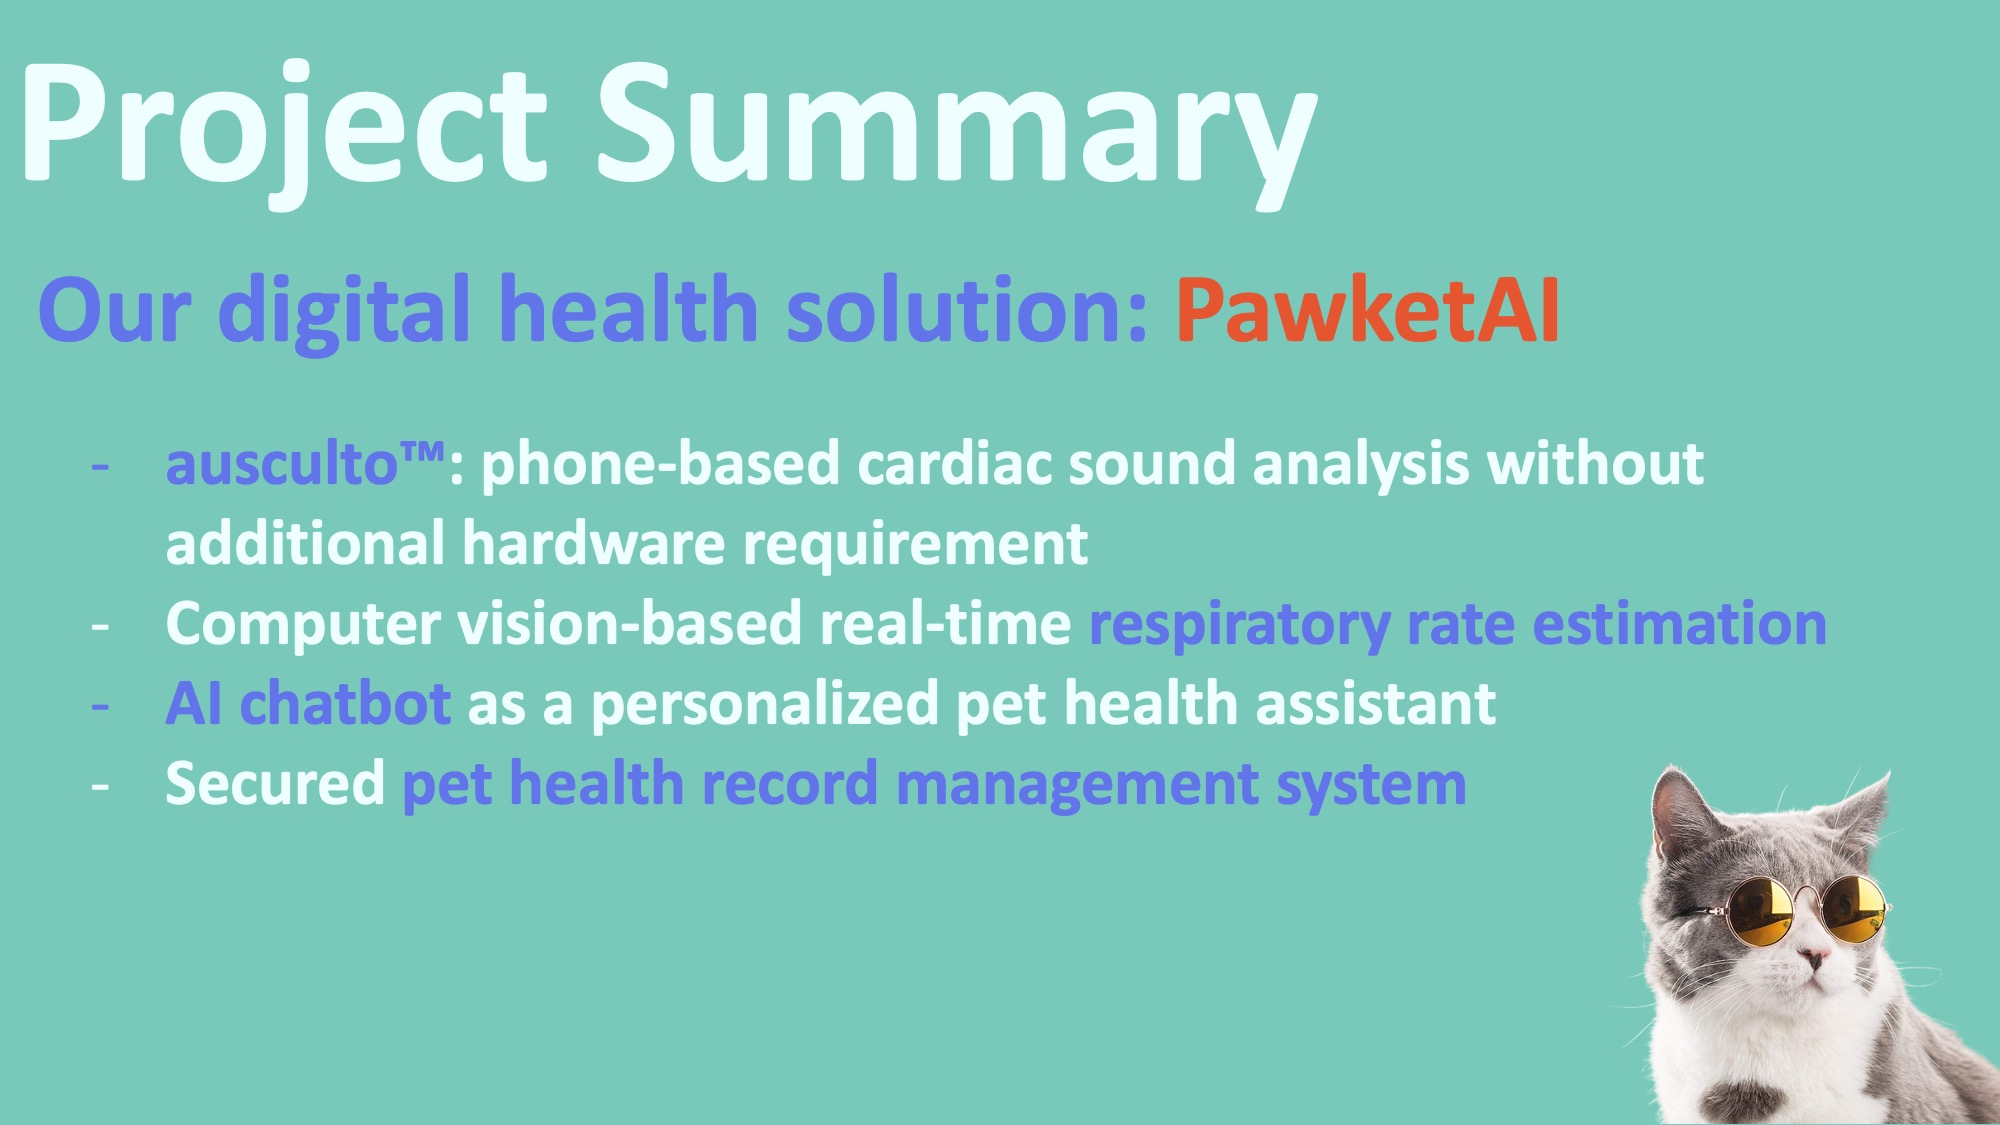 Project Summary
Our digital health solution: PawketAI
- ausculto™: phone-based cardiac sound analysis without
additional hardware requirement
- Computer vision-based real-time respiratory rate estimation
- AI chatbot as a personalized pet health assistant
- Secured pet health record management system